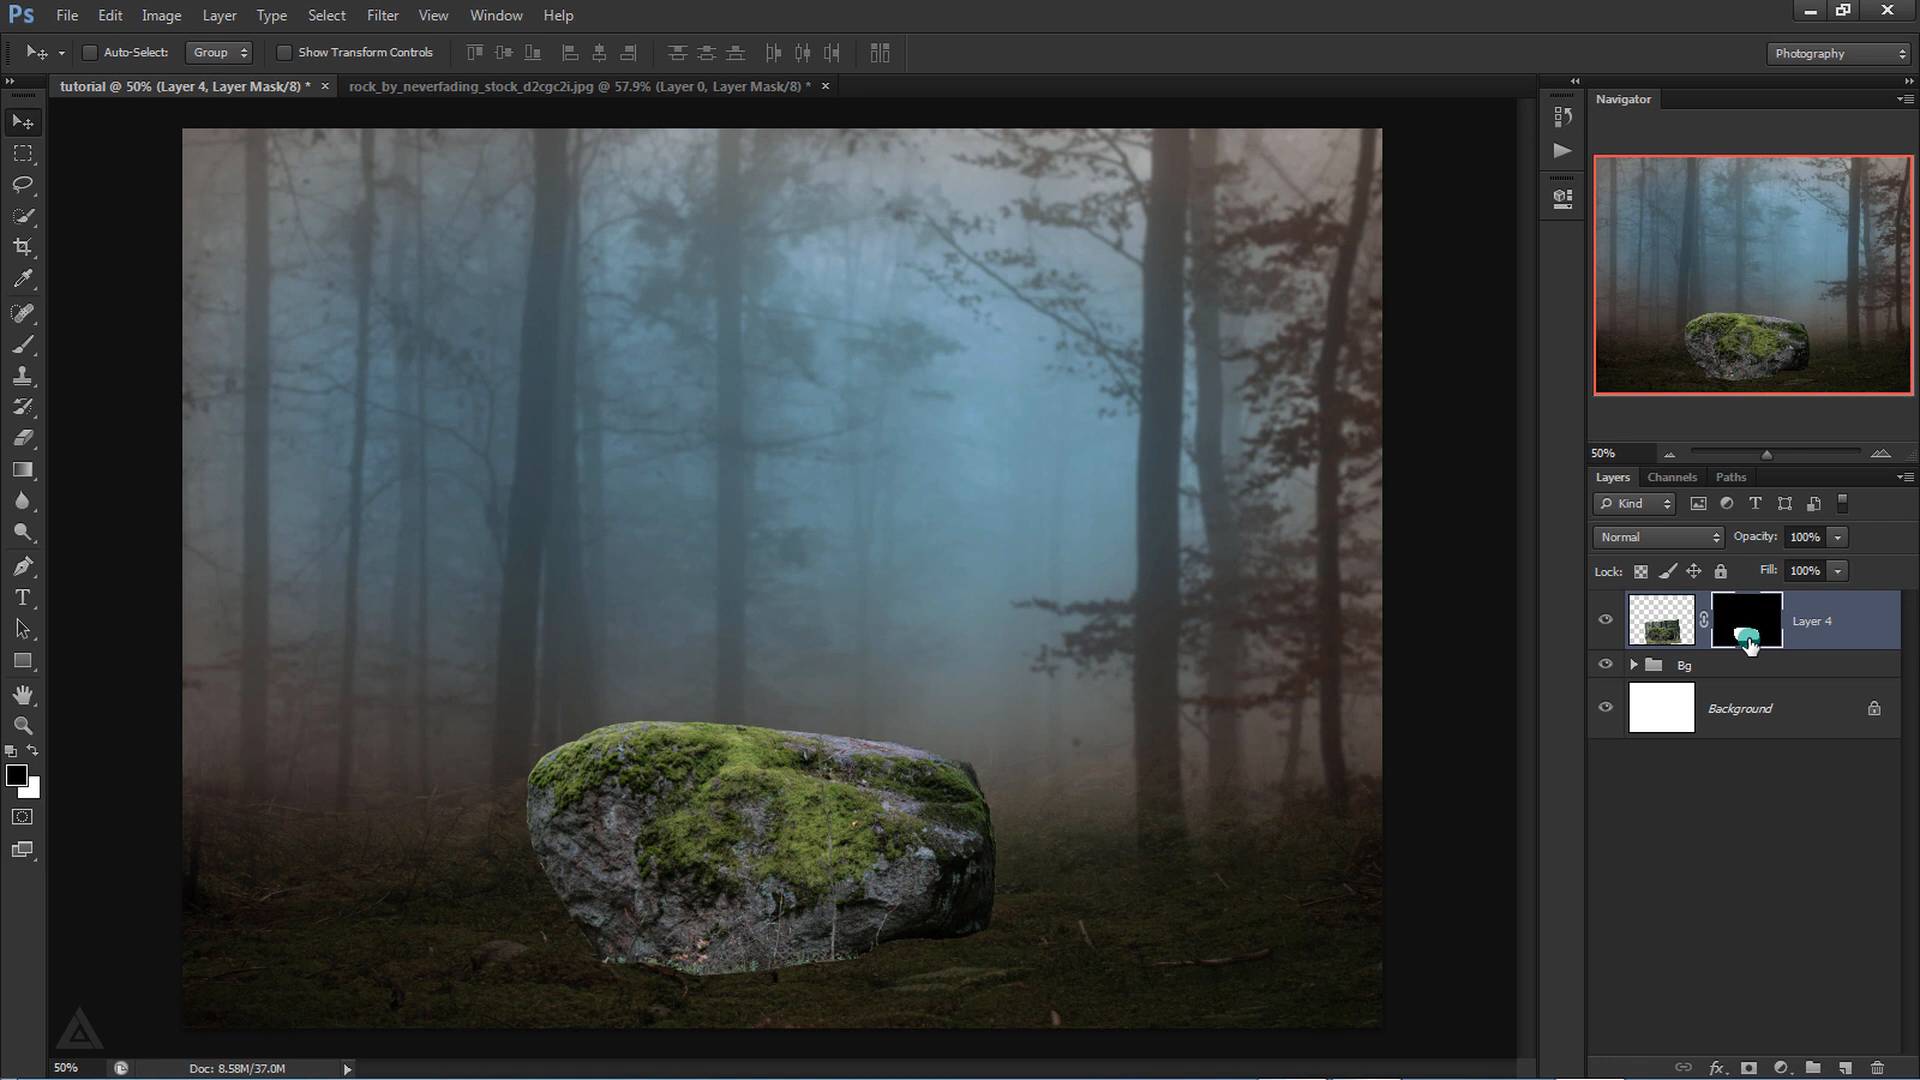 Ps File Edit Image Layer Type Select Filter View Window Help
Auto-Select: Group Show Transform Controls Photography
tutorial @ 50% (Layer 4, Layer Mask/8) * × rock_by_neverfading_stock_d2cgc2i.jpg @ 57.9% (Layer 0, Layer Mask/8) * ×
Navigator
50%
Layers Channels Paths
Kind
Normal Opacity: 100%
Lock: Fill: 100%
Layer 4
Bg
Background
50% Doc: 8.58M/37.0M